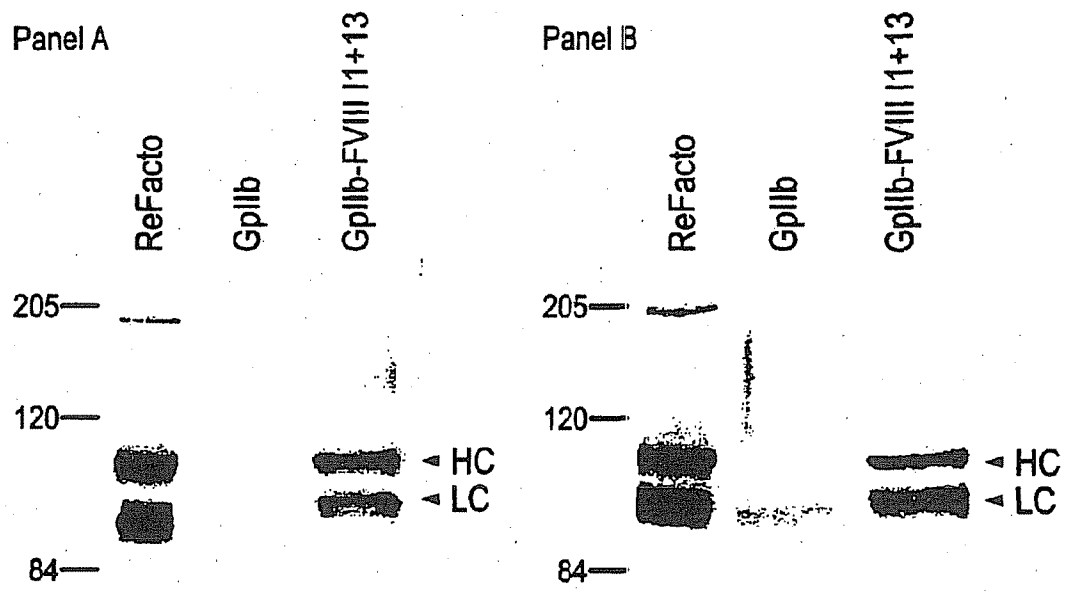 Panel A
ReFacto
GpIIb
GpIIb-FVIII I1+13
205
120
84
HC
LC
Panel B
ReFacto
GpIIb
GpIIb-FVIII I1+13
205
120
84
HC
LC